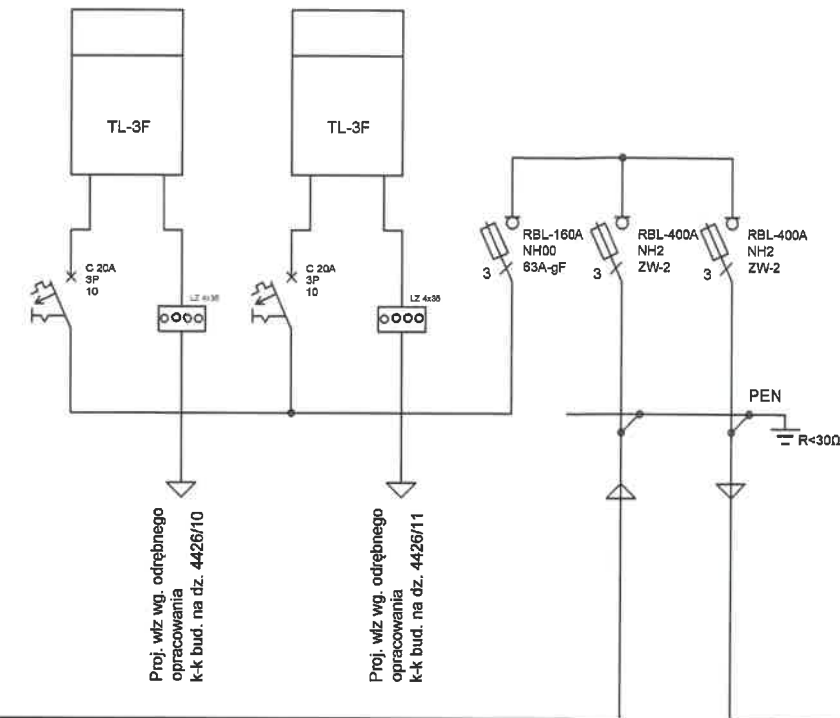 TL-3F
TL-3F
C 20A
3P
10
LZ 4x35
C 20A
3P
10
LZ 4x35
3
RBL-160A
NH00
63A-gF
3
RBL-400A
NH2
ZW-2
3
RBL-400A
NH2
ZW-2
PEN
R<30Ω
Proj. wlz wg. odrębnego
opracowania
k-k bud. na dz. 4426/10
Proj. wlz wg. odrębnego
opracowania
k-k bud. na dz. 4426/11